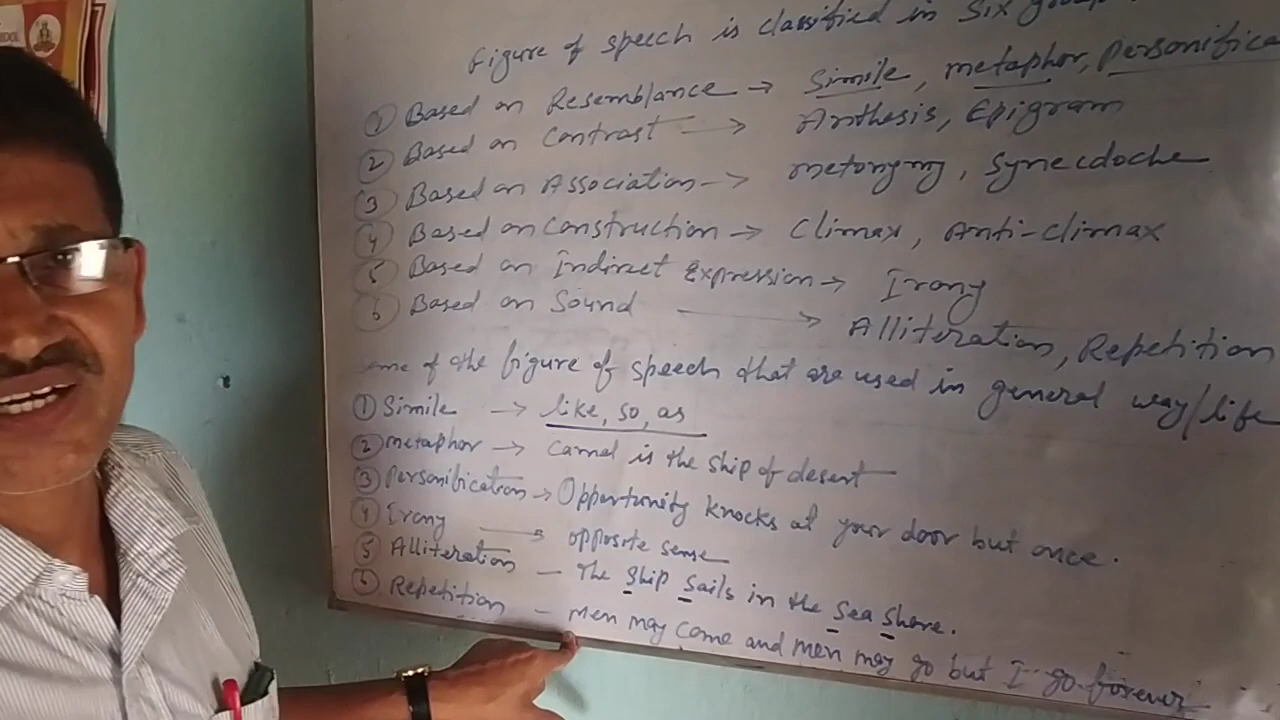 Figure of speech is classified in Six
① Based on Resemblance → Simile, metaphor, personifica
② Based on Contrast → Anthesis, Epigram
③ Based on Association → metonymy, Synecdoche
④ Based on Construction → Climax, Anti-climax
⑤ Based on Indirect Expression → Irony
⑥ Based on Sound → Alliteration, Repetition
of the figure of speech that are used in general way/life
① Simile → like, so, as
② metaphor → Camel is the ship of desert
③ Personification → Opportunity knocks at your door but once.
④ Irony → opposite sense
⑤ Alliteration – The Ship Sails in the Sea Shore.
⑥ Repetition – Men may come and men may go but I go forever